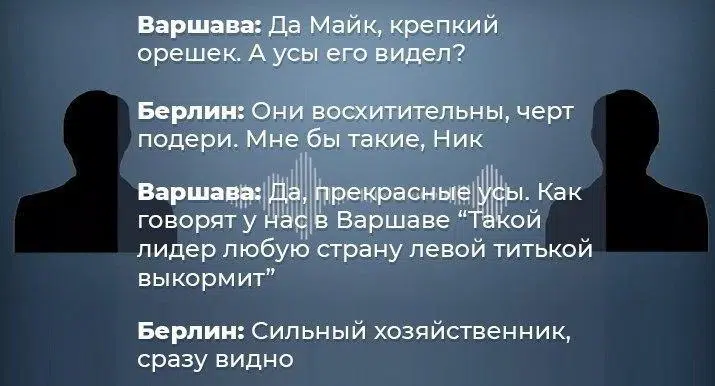 Варшава: Да Майк, крепкий
орешек. А усы его видел?
Берлин: Они восхитительны, черт
подери. Мне бы такие, Ник
Варшава: Да, прекрасные усы. Как
говорят у нас в Варшаве “Такой
лидер любую страну левой титькой
выкормит”
Берлин: Сильный хозяйственник,
сразу видно